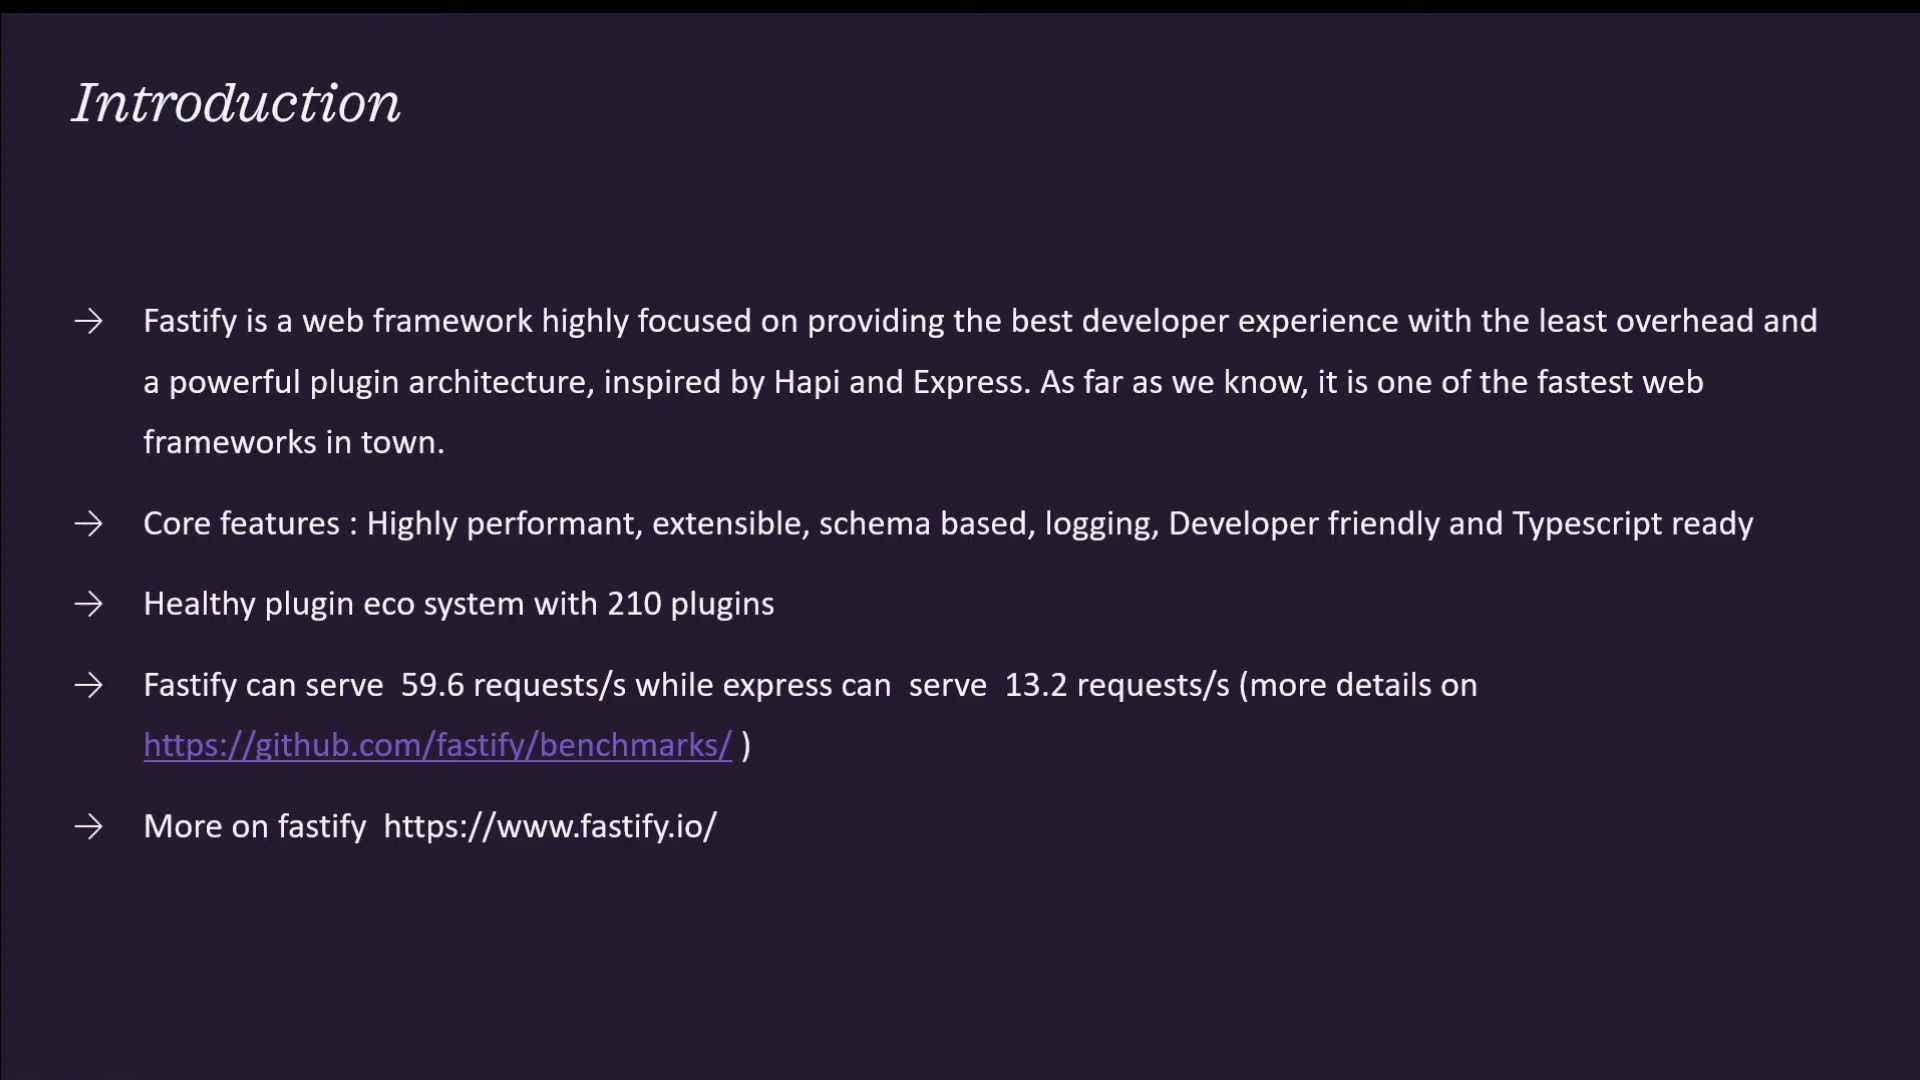 Introduction
→ Fastify is a web framework highly focused on providing the best developer experience with the least overhead and
a powerful plugin architecture, inspired by Hapi and Express. As far as we know, it is one of the fastest web
frameworks in town.
→ Core features : Highly performant, extensible, schema based, logging, Developer friendly and Typescript ready
→ Healthy plugin eco system with 210 plugins
→ Fastify can serve  59.6 requests/s while express can  serve  13.2 requests/s (more details on
https://github.com/fastify/benchmarks/ )
→ More on fastify  https://www.fastify.io/